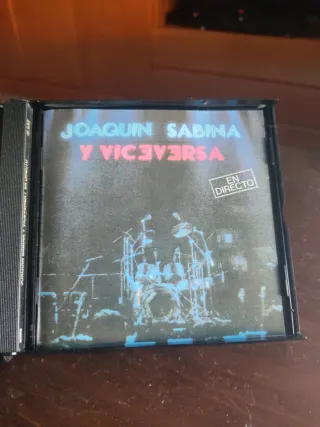 JOAQUIN SABINA
Y VICEVERSA
EN
DIRECTO